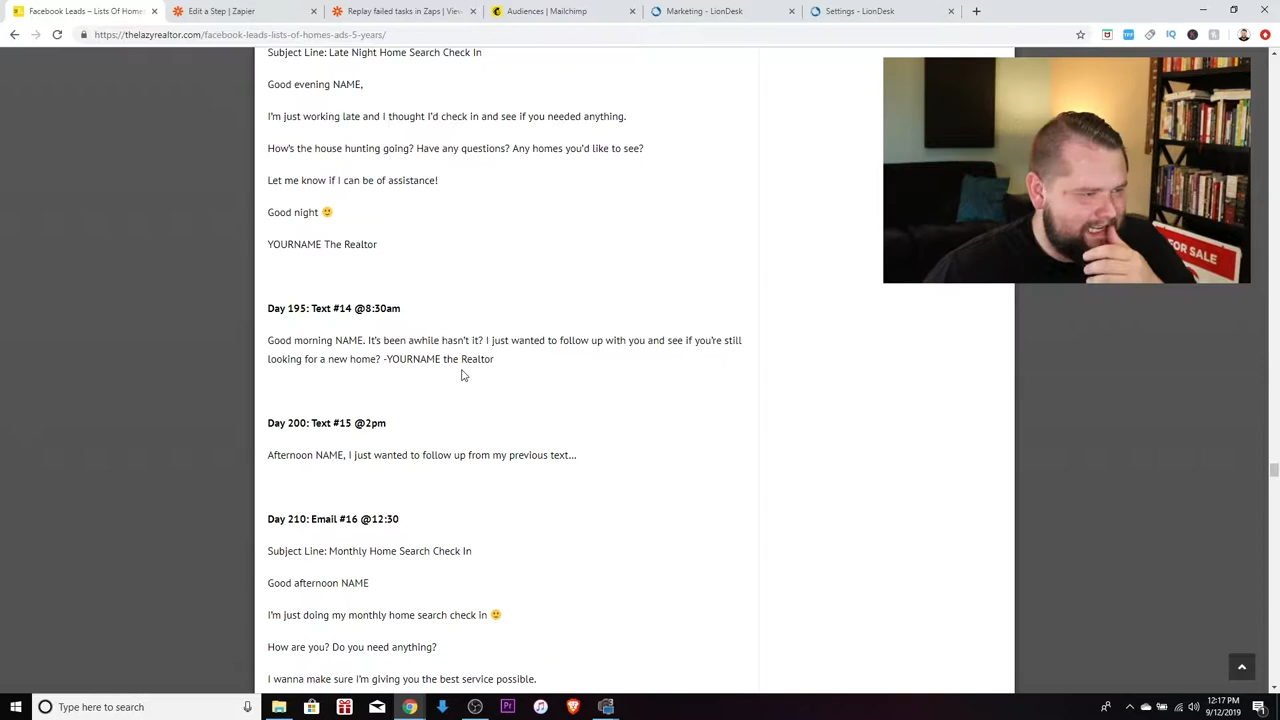 Facebook Leads – Lists Of Homes
Edit a Step | Zapier
Replay failed tasks in Zaps | View
Audiences | Mailchimp
Marketing - LionDesk
Settings - LionDesk
https://thelazyrealtor.com/facebook-leads-lists-of-homes-ads-5-years/
Subject Line: Late Night Home Search Check In
Good evening NAME,
I'm just working late and I thought I'd check in and see if you needed anything.
How's the house hunting going? Have any questions? Any homes you'd like to see?
Let me know if I can be of assistance!
Good night 🙂
YOURNAME The Realtor
FOR SALE
Day 195: Text #14 @8:30am
Good morning NAME. It's been awhile hasn't it? I just wanted to follow up with you and see if you're still
looking for a new home? -YOURNAME the Realtor
Day 200: Text #15 @2pm
Afternoon NAME, I just wanted to follow up from my previous text...
Day 210: Email #16 @12:30
Subject Line: Monthly Home Search Check In
Good afternoon NAME
I'm just doing my monthly home search check in 🙂
How are you? Do you need anything?
I wanna make sure I'm giving you the best service possible.
Type here to search
12:17 PM
9/12/2019